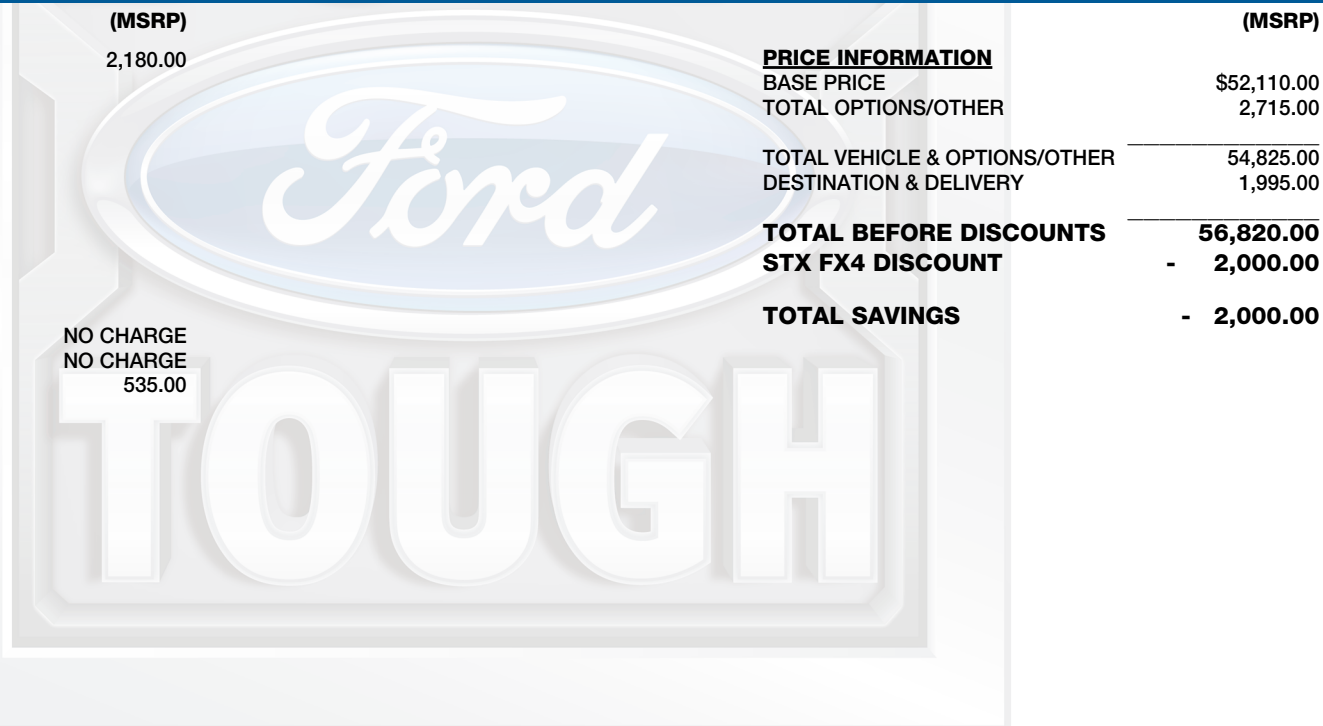 (MSRP)
2,180.00
NO CHARGE
NO CHARGE
535.00
Ford
TOUGH
(MSRP)
PRICE INFORMATION
BASE PRICE $52,110.00
TOTAL OPTIONS/OTHER 2,715.00
TOTAL VEHICLE & OPTIONS/OTHER 54,825.00
DESTINATION & DELIVERY 1,995.00
TOTAL BEFORE DISCOUNTS 56,820.00
STX FX4 DISCOUNT - 2,000.00
TOTAL SAVINGS - 2,000.00